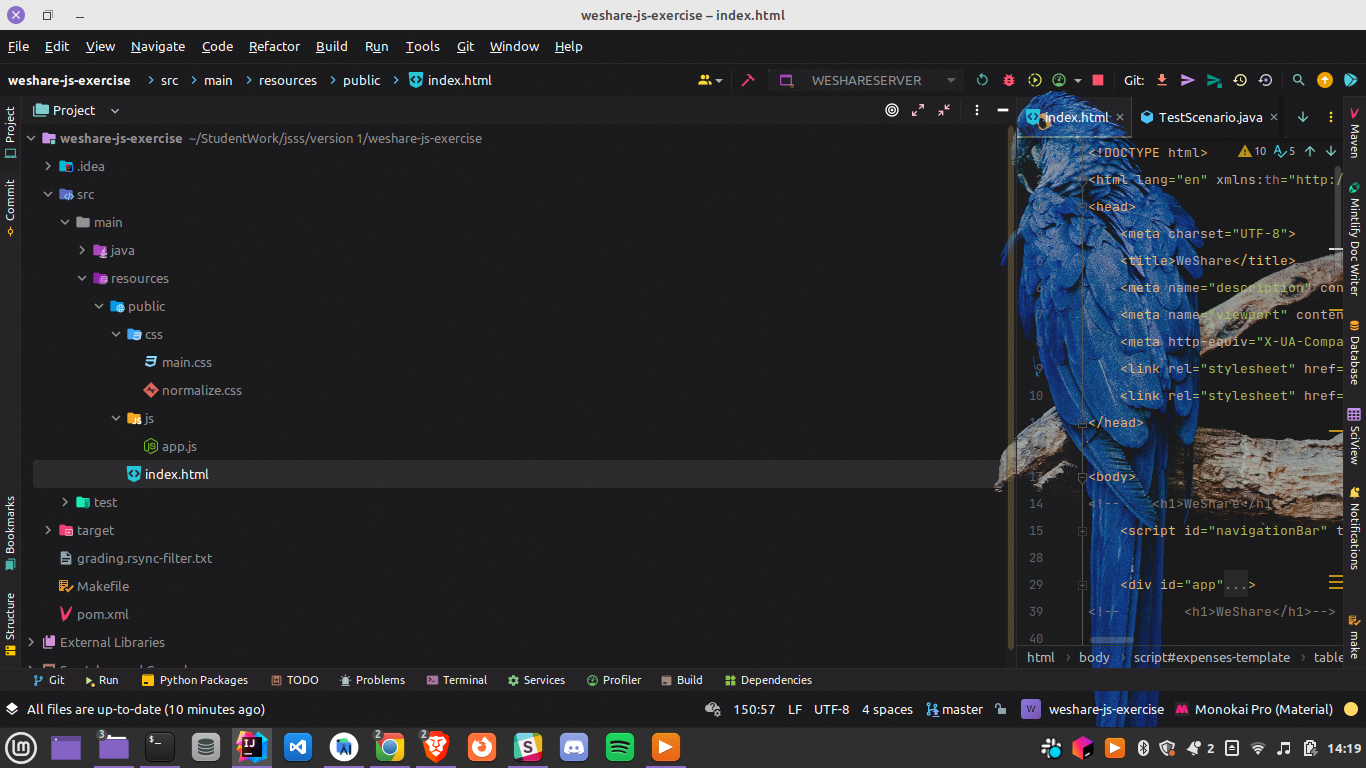 weshare-js-exercise – index.html
File Edit View Navigate Code Refactor Build Run Tools Git Window Help
weshare-js-exercise src main resources public index.html WESHARESERVER Git:
Project
index.html TestScenario.java
Project
Commit
Bookmarks
Structure
weshare-js-exercise ~/StudentWork/jsss/version 1/weshare-js-exercise
.idea
src
main
java
resources
public
css
main.css
normalize.css
js
app.js
index.html
test
target
grading.rsync-filter.txt
Makefile
pom.xml
External Libraries
<!DOCTYPE html> 10 5
<html lang="en" xmlns:th="http:/
<head>
<meta charset="UTF-8">
<title>WeShare</title>
6 <meta name="description" con
7 <meta name="viewport" conten
8 <meta http-equiv="X-UA-Compa
9 <link rel="stylesheet" href=
10 <link rel="stylesheet" href=
</head>
13 <body>
14 <!-- <h1>WeShare</h1
15 <script id="navigationBar" t
28
29 <div id="app"...>
39 <!-- <h1>WeShare</h1>-->
40
html body script#expenses-template table
Maven
Mintlify Doc Writer
Database
SciView
Notifications
make
Git Run Python Packages TODO Problems Terminal Services Profiler Build Dependencies
All files are up-to-date (10 minutes ago) 150:57 LF UTF-8 4 spaces master W weshare-js-exercise Monokai Pro (Material)
3 2 2 2 14:19